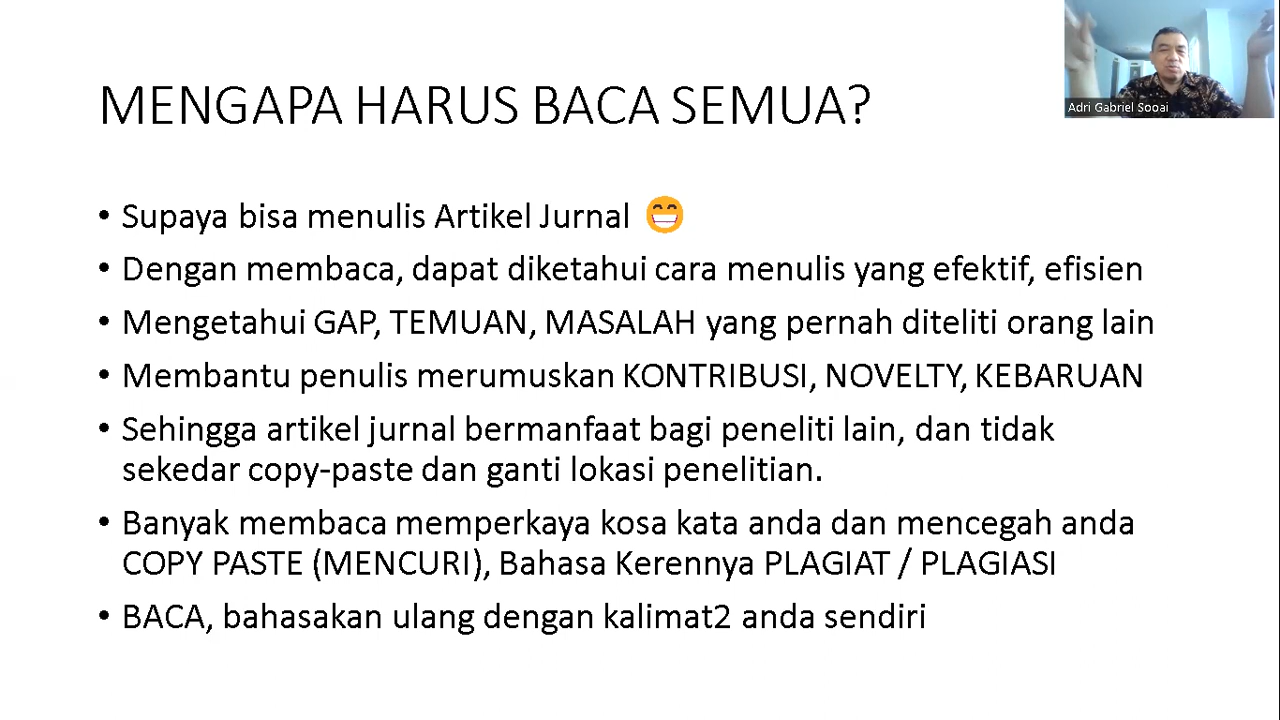 MENGAPA HARUS BACA SEMUA?
Adri Gabriel Sooai
• Supaya bisa menulis Artikel Jurnal 😁
• Dengan membaca, dapat diketahui cara menulis yang efektif, efisien
• Mengetahui GAP, TEMUAN, MASALAH yang pernah diteliti orang lain
• Membantu penulis merumuskan KONTRIBUSI, NOVELTY, KEBARUAN
• Sehingga artikel jurnal bermanfaat bagi peneliti lain, dan tidak
sekedar copy-paste dan ganti lokasi penelitian.
• Banyak membaca memperkaya kosa kata anda dan mencegah anda
COPY PASTE (MENCURI), Bahasa Kerennya PLAGIAT / PLAGIASI
• BACA, bahasakan ulang dengan kalimat2 anda sendiri